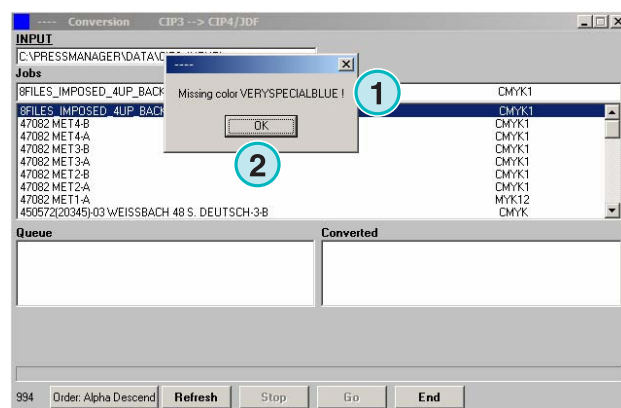 ---- Conversion CIP3 --> CIP4/JDF
INPUT
C:\PRESSMANAGER\DATA\
----
Jobs
Missing color VERYSPECIALBLUE !
1
8FILES_IMPOSED_4UP_BACK CMYK1
OK
2
8FILES_IMPOSED_4UP_BACK CMYK1
47082 MET4-B CMYK1
47082 MET4-A CMYK1
47082 MET3-B CMYK1
47082 MET3-A CMYK1
47082 MET2-B CMYK1
47082 MET2-A CMYK1
47082 MET1-A MYK12
450572(20345)-03 WEISSBACH 48 S. DEUTSCH-3-B CMYK
Queue Converted
994 Order: Alpha Descend Refresh Stop Go End